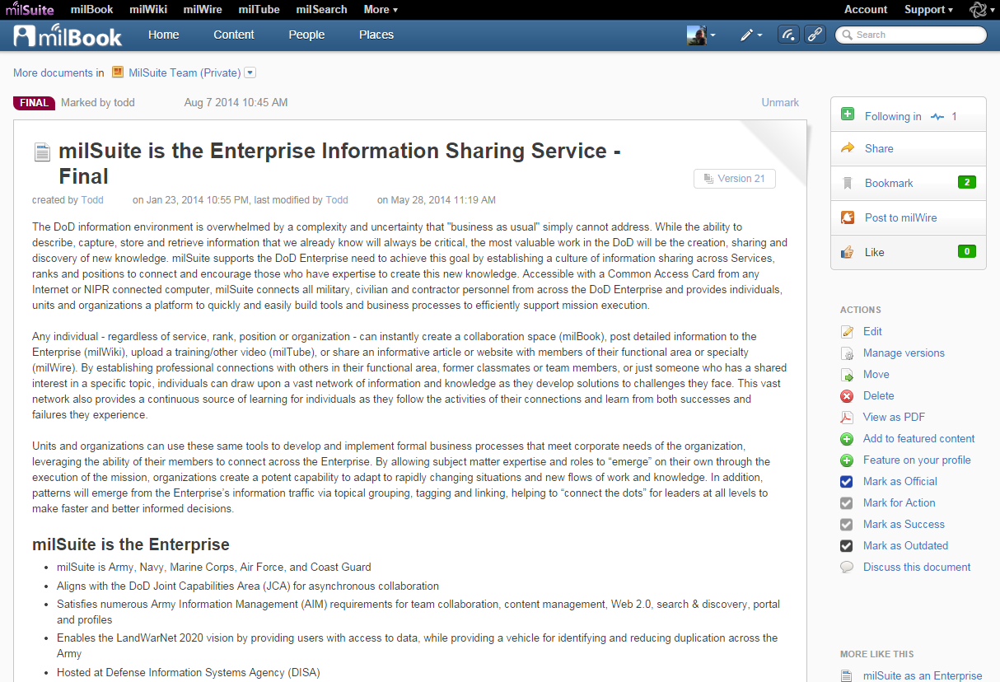 milSuite milBook milWiki milWire milTube milSearch More Account Support
milBook Home Content People Places Search
More documents in MilSuite Team (Private)
FINAL Marked by todd Aug 7 2014 10:45 AM Unmark
milSuite is the Enterprise Information Sharing Service -
Final
Version 21
created by Todd on Jan 23, 2014 10:55 PM, last modified by Todd on May 28, 2014 11:19 AM
The DoD information environment is overwhelmed by a complexity and uncertainty that "business as usual" simply cannot address. While the ability to
describe, capture, store and retrieve information that we already know will always be critical, the most valuable work in the DoD will be the creation, sharing and
discovery of new knowledge. milSuite supports the DoD Enterprise need to achieve this goal by establishing a culture of information sharing across Services,
ranks and positions to connect and encourage those who have expertise to create this new knowledge. Accessible with a Common Access Card from any
Internet or NIPR connected computer, milSuite connects all military, civilian and contractor personnel from across the DoD Enterprise and provides individuals,
units and organizations a platform to quickly and easily build tools and business processes to efficiently support mission execution.
Any individual - regardless of service, rank, position or organization - can instantly create a collaboration space (milBook), post detailed information to the
Enterprise (milWiki), upload a training/other video (milTube), or share an informative article or website with members of their functional area or specialty
(milWire). By establishing professional connections with others in their functional area, former classmates or team members, or just someone who has a shared
interest in a specific topic, individuals can draw upon a vast network of information and knowledge as they develop solutions to challenges they face. This vast
network also provides a continuous source of learning for individuals as they follow the activities of their connections and learn from both successes and
failures they experience.
Units and organizations can use these same tools to develop and implement formal business processes that meet corporate needs of the organization,
leveraging the ability of their members to connect across the Enterprise. By allowing subject matter expertise and roles to “emerge” on their own through the
execution of the mission, organizations create a potent capability to adapt to rapidly changing situations and new flows of work and knowledge. In addition,
patterns will emerge from the Enterprise’s information traffic via topical grouping, tagging and linking, helping to “connect the dots” for leaders at all levels to
make faster and better informed decisions.
milSuite is the Enterprise
• milSuite is Army, Navy, Marine Corps, Air Force, and Coast Guard
• Aligns with the DoD Joint Capabilities Area (JCA) for asynchronous collaboration
• Satisfies numerous Army Information Management (AIM) requirements for team collaboration, content management, Web 2.0, search & discovery, portal
and profiles
• Enables the LandWarNet 2020 vision by providing users with access to data, while providing a vehicle for identifying and reducing duplication across the
Army
• Hosted at Defense Information Systems Agency (DISA)
Following in 1
Share
Bookmark 2
Post to milWire
Like 0
ACTIONS
Edit
Manage versions
Move
Delete
View as PDF
Add to featured content
Feature on your profile
Mark as Official
Mark for Action
Mark as Success
Mark as Outdated
Discuss this document
MORE LIKE THIS
milSuite as an Enterprise